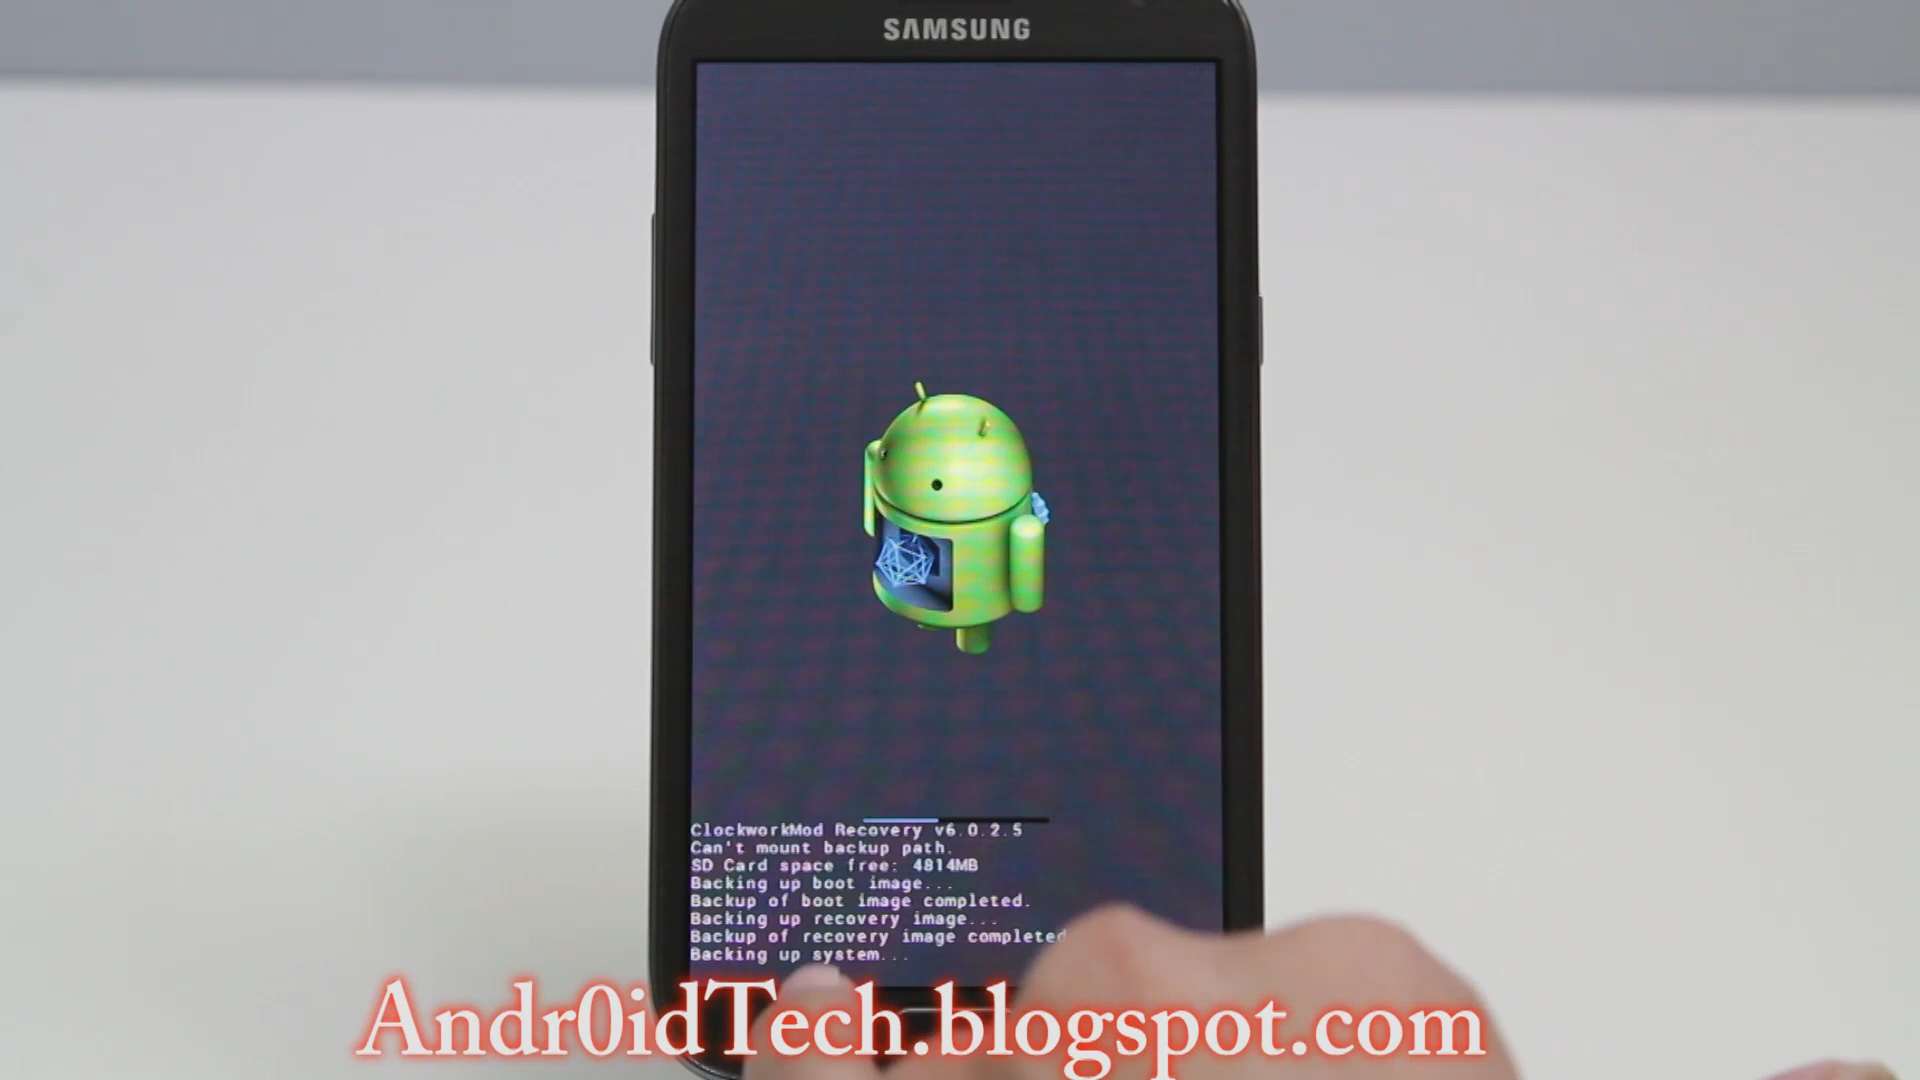 SAMSUNG
ClockworkMod Recovery v6.0.2.5
Can't mount backup path.
SD Card space free: 4814MB
Backing up boot image...
Backup of boot image completed.
Backing up recovery image...
Backup of recovery image completed
Backing up system...
Andr0idTech.blogspot.com